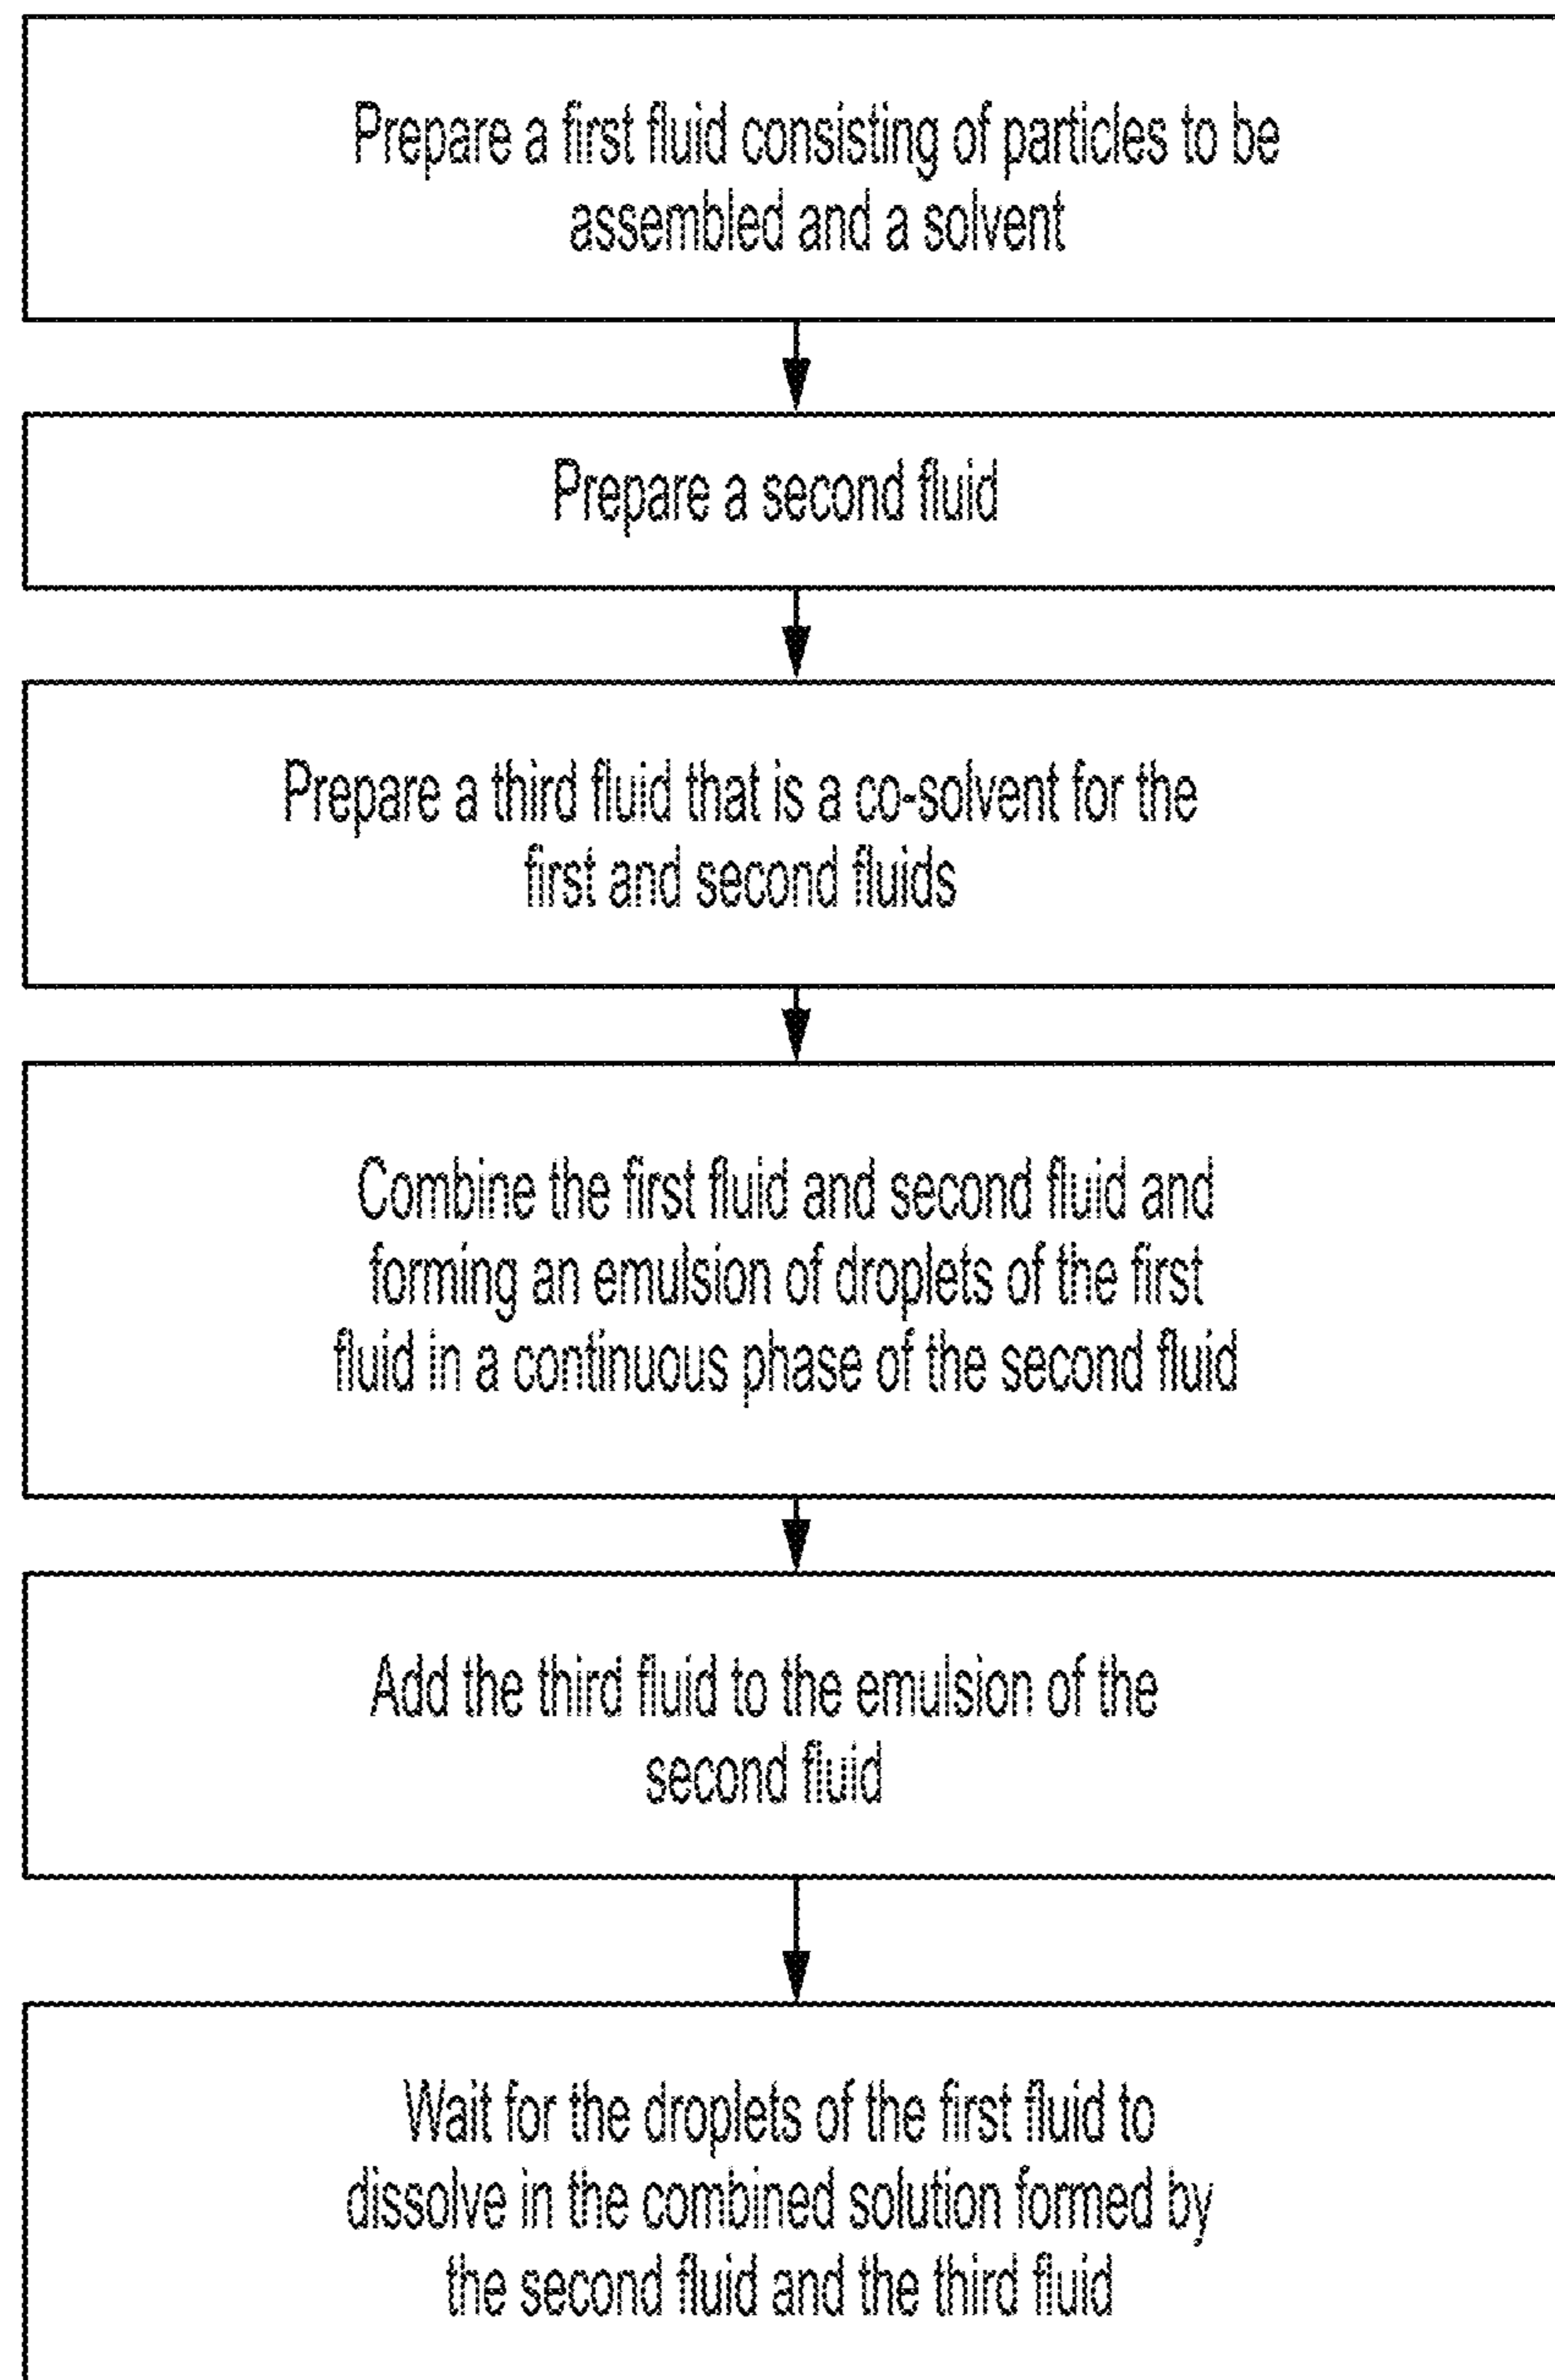 Prepare a first fluid consisting of particles to be
assembled and a solvent
Prepare a second fluid
Prepare a third fluid that is a co-solvent for the
first and second fluids
Combine the first fluid and second fluid and
forming an emulsion of droplets of the first
fluid in a continuous phase of the second fluid
Add the third fluid to the emulsion of the
second fluid
Wait for the droplets of the first fluid to
dissolve in the combined solution formed by
the second fluid and the third fluid